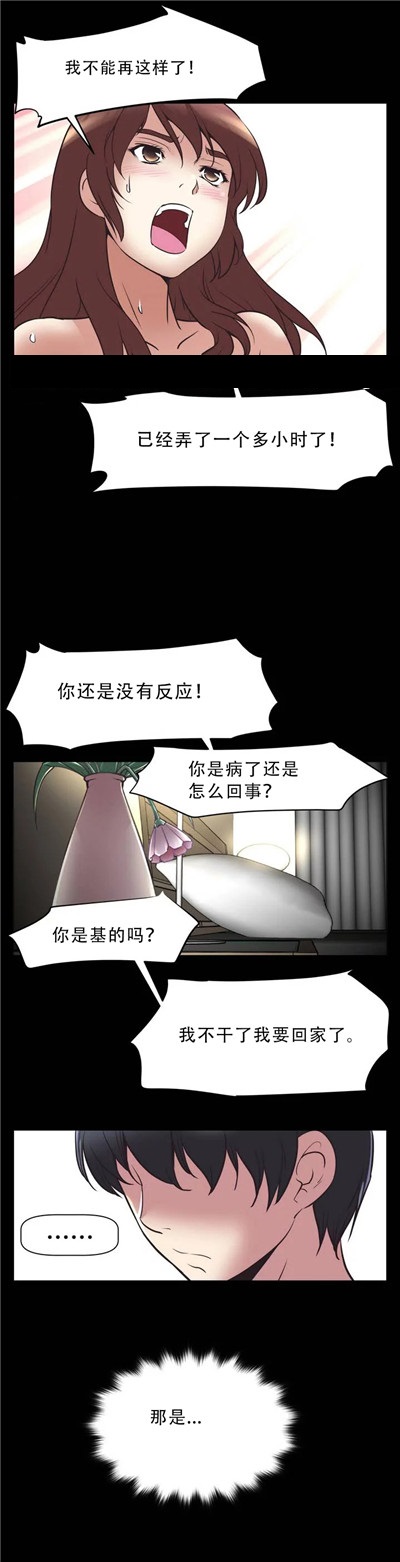 我不能再这样了！
已经弄了一个多小时了！
你还是没有反应！
你是病了还是
怎么回事？
你是基的吗？
我不干了我要回家了。
……
那是...